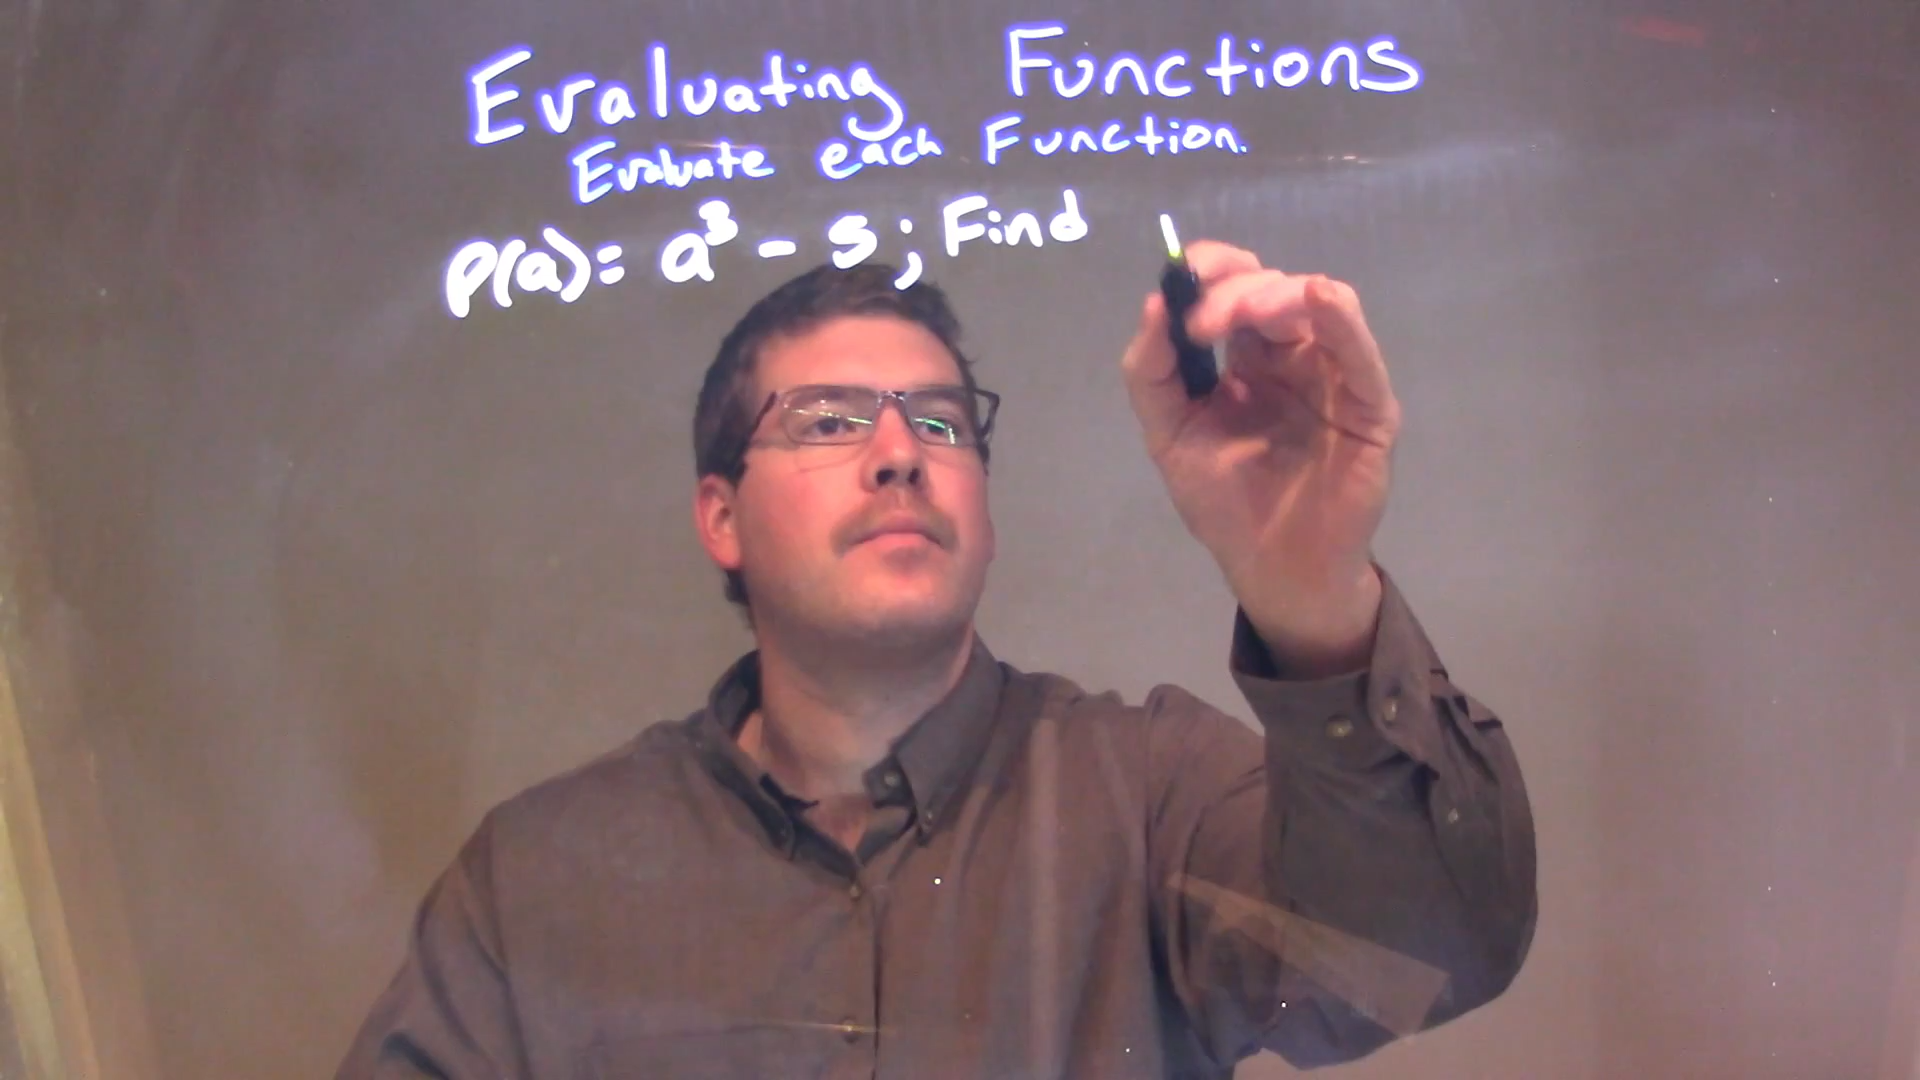 Evaluating Functions
Evaluate each Function.
p(a) = a³ - 5; Find